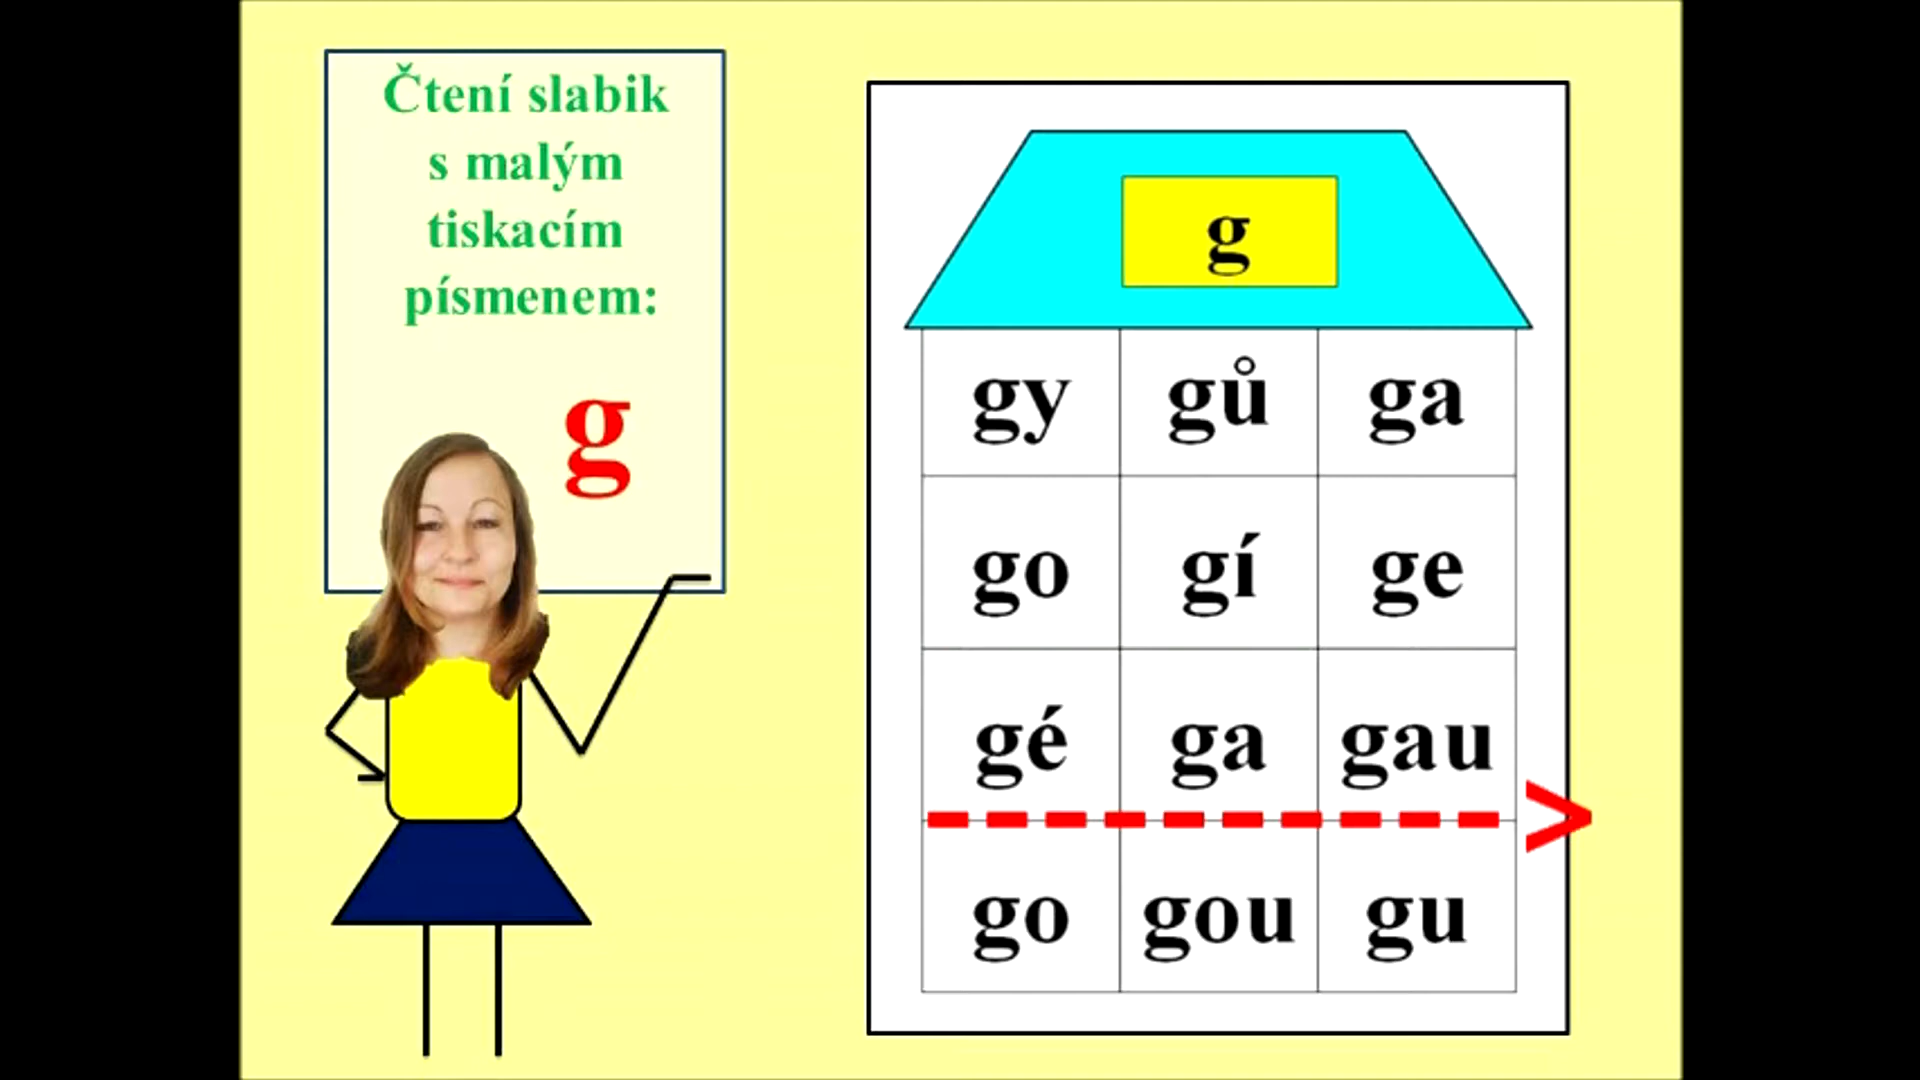 Čtení slabik
s malým
tiskacím
písmenem:
g
g
gy gů ga
go gí ge
gé ga gau
go gou gu